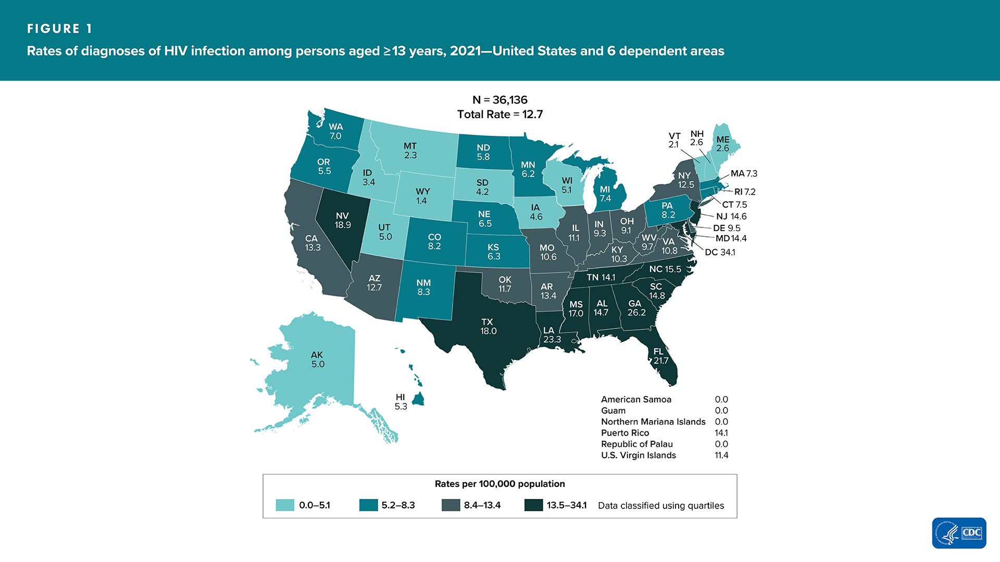 FIGURE 1
Rates of diagnoses of HIV infection among persons aged ≥13 years, 2021—United States and 6 dependent areas
N = 36,136
Total Rate = 12.7
WA
7.0
MT
2.3
ND
5.8
MN
6.2
VT
2.1
NH
2.6
ME
2.6
OR
5.5
ID
3.4
WY
1.4
SD
4.2
WI
5.1
MI
7.4
NY
12.5
MA 7.3
RI 7.2
CT 7.5
NJ 14.6
DE 9.5
MD 14.4
DC 34.1
NV
18.9
UT
5.0
CO
8.2
NE
6.5
IA
4.6
PA
8.2
CA
13.3
KS
6.3
MO
10.6
IL
11.1
IN
9.3
OH
9.1
WV
9.7
VA
10.8
KY
10.3
AZ
12.7
NM
8.3
OK
11.7
AR
13.4
TN 14.1
NC 15.5
SC
14.8
MS
17.0
AL
14.7
GA
26.2
TX
18.0
LA
23.3
FL
21.7
AK
5.0
HI
5.3
American Samoa 0.0
Guam 0.0
Northern Mariana Islands 0.0
Puerto Rico 14.1
Republic of Palau 0.0
U.S. Virgin Islands 11.4
Rates per 100,000 population
0.0–5.1 5.2–8.3 8.4–13.4 13.5–34.1 Data classified using quartiles
CDC